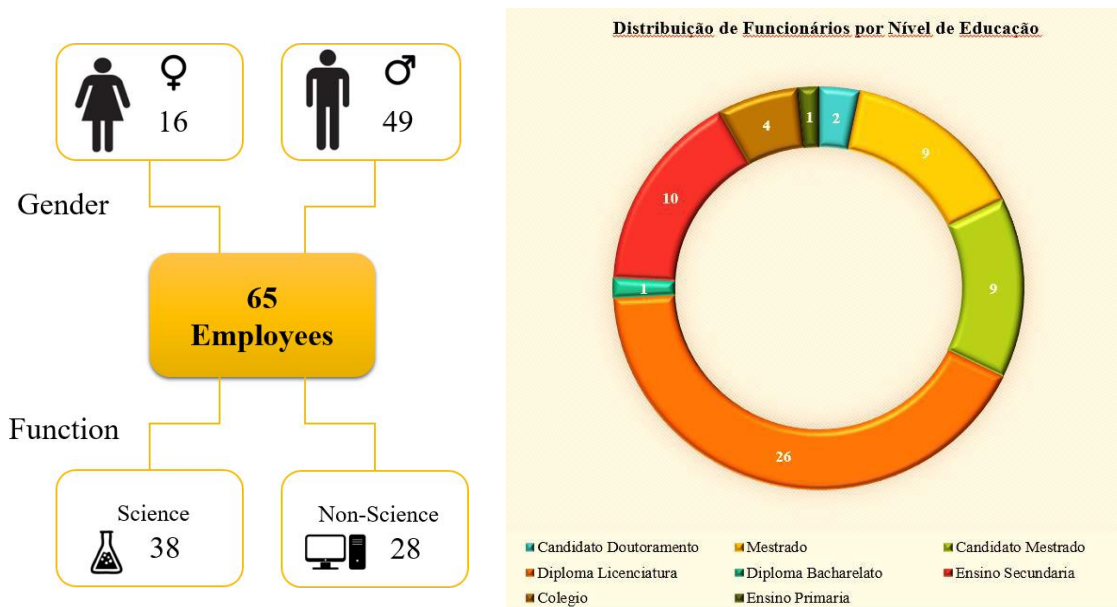 ♀
16
♂
49
Gender
65
Employees
Function
Science
38
Non-Science
28
Distribuição de Funcionários por Nível de Educação
2
9
9
26
1
10
4
1
Candidato Doutoramento
Mestrado
Candidato Mestrado
Diploma Licenciatura
Diploma Bacharelato
Ensino Secundaria
Colegio
Ensino Primaria